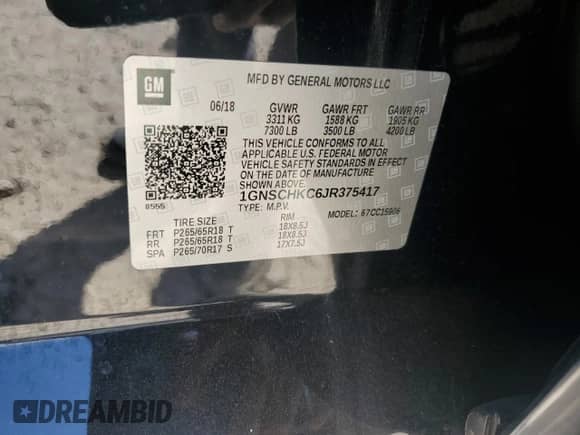 GM
MFD BY GENERAL MOTORS LLC
06/18 GVWR GAWR FRT GAWR RR
3311 KG 1588 KG 1905 KG
7300 LB 3500 LB 4200 LB
THIS VEHICLE CONFORMS TO ALL
APPLICABLE U.S. FEDERAL MOTOR
VEHICLE SAFETY STANDARDS IN EFFECT
ON THE DATE OF MANUFACTURE
SHOWN ABOVE.
1GNSCHKC6JR375417
TYPE: M.P.V. MODEL: 67CC15906
8555
TIRE SIZE RIM
FRT P265/65R18 T 18X8.5J
RR P265/65R18 T 18X8.5J
SPA P265/70R17 S 17X7.5J
DREAMBID